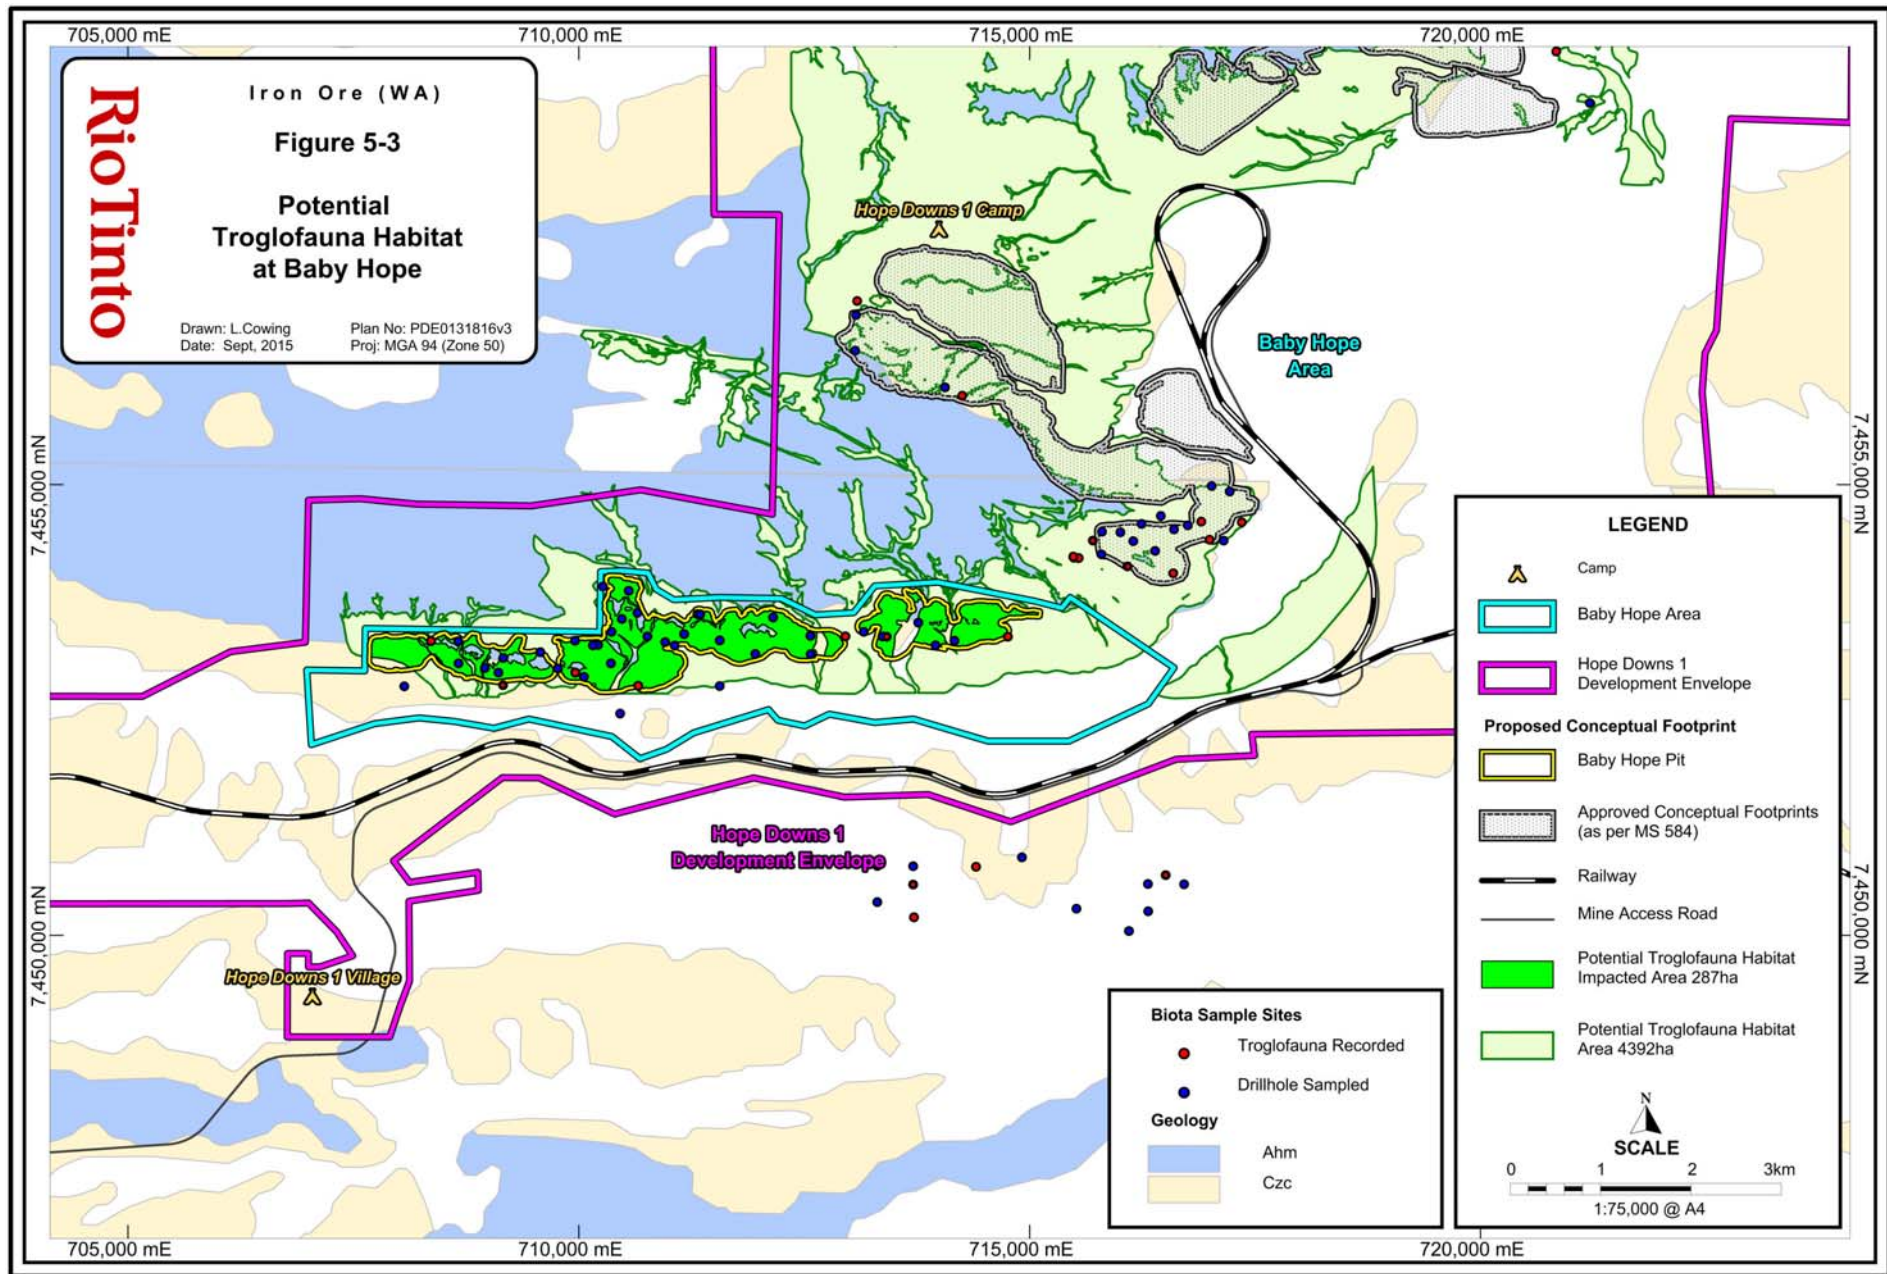 705,000 mE
710,000 mE
715,000 mE
720,000 mE
RioTinto
Iron Ore (WA)
Figure 5-3
Potential
Troglofauna Habitat
at Baby Hope
Drawn: L.Cowing
Date: Sept, 2015
Plan No: PDE0131816v3
Proj: MGA 94 (Zone 50)
Hope Downs 1 Camp
Baby Hope
Area
7,455,000 mN
7,455,000 mN
Hope Downs 1
Development Envelope
7,450,000 mN
7,450,000 mN
Hope Downs 1 Village
LEGEND
Camp
Baby Hope Area
Hope Downs 1
Development Envelope
Proposed Conceptual Footprint
Baby Hope Pit
Approved Conceptual Footprints
(as per MS 584)
Railway
Mine Access Road
Potential Troglofauna Habitat
Impacted Area 287ha
Potential Troglofauna Habitat
Area 4392ha
N
SCALE
0 1 2 3km
1:75,000 @ A4
Biota Sample Sites
Troglofauna Recorded
Drillhole Sampled
Geology
Ahm
Czc
705,000 mE
710,000 mE
715,000 mE
720,000 mE